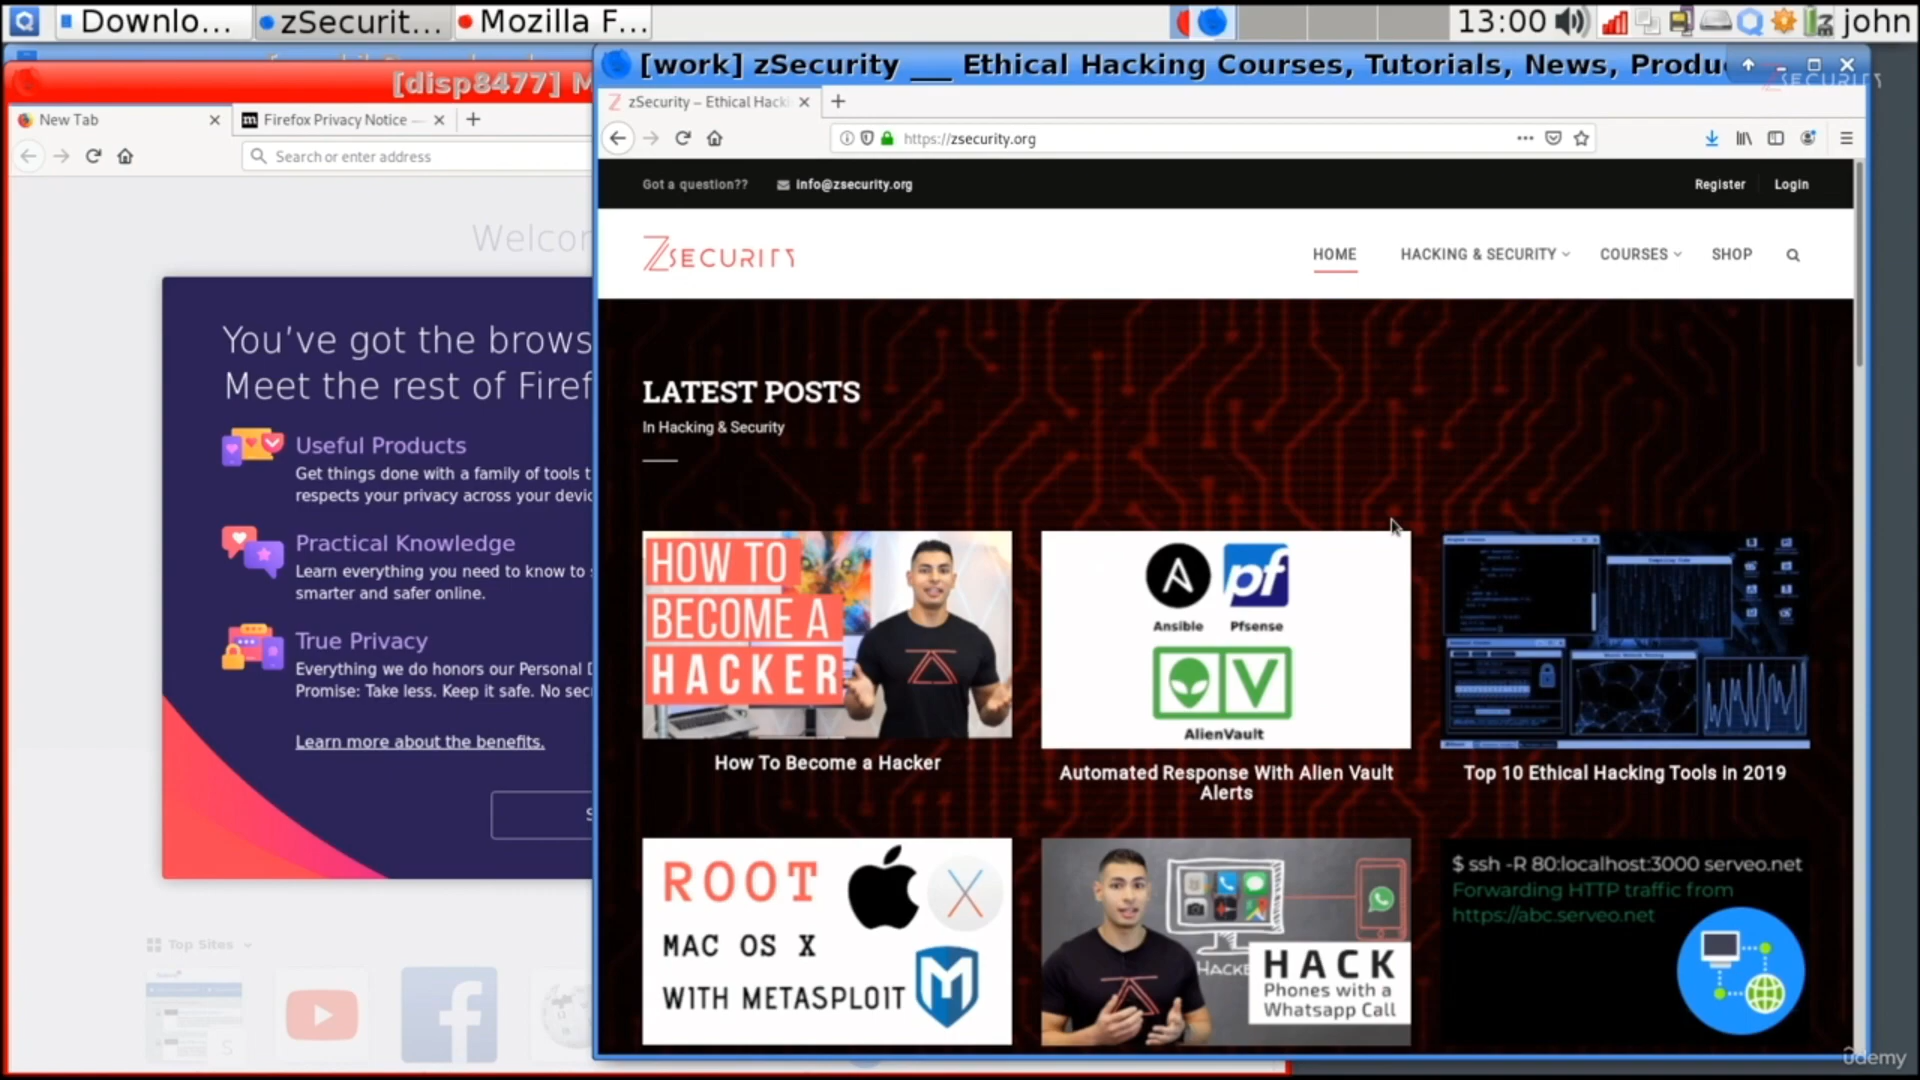 Downlo...
zSecurit...
Mozilla F...
13:00
john
[disp8477] M
New Tab
Firefox Privacy Notice —
Search or enter address
Welcor
You've got the brows
Meet the rest of Firef
Useful Products
Get things done with a family of tools t
respects your privacy across your devic
Practical Knowledge
Learn everything you need to know to
smarter and safer online.
True Privacy
Everything we do honors our Personal D
Promise: Take less. Keep it safe. No sec
Learn more about the benefits.
S
Top Sites
S
[work] zSecurity __ Ethical Hacking Courses, Tutorials, News, Produ
ZSECURITY
zSecurity – Ethical Hacki
https://zsecurity.org
Got a question??
info@zsecurity.org
Register
Login
ZSECURITY
HOME
HACKING & SECURITY
COURSES
SHOP
LATEST POSTS
In Hacking & Security
HOW TO
BECOME A
HACKER
How To Become a Hacker
Ansible
pf
Pfsense
AlienVault
Automated Response With Alien Vault
Alerts
Top 10 Ethical Hacking Tools in 2019
ROOT
MAC OS X
WITH METASPLOIT
HACKE
HACK
Phones with a
Whatsapp Call
$ ssh -R 80:localhost:3000 serveo.net
Forwarding HTTP traffic from
https://abc.serveo.net
udemy